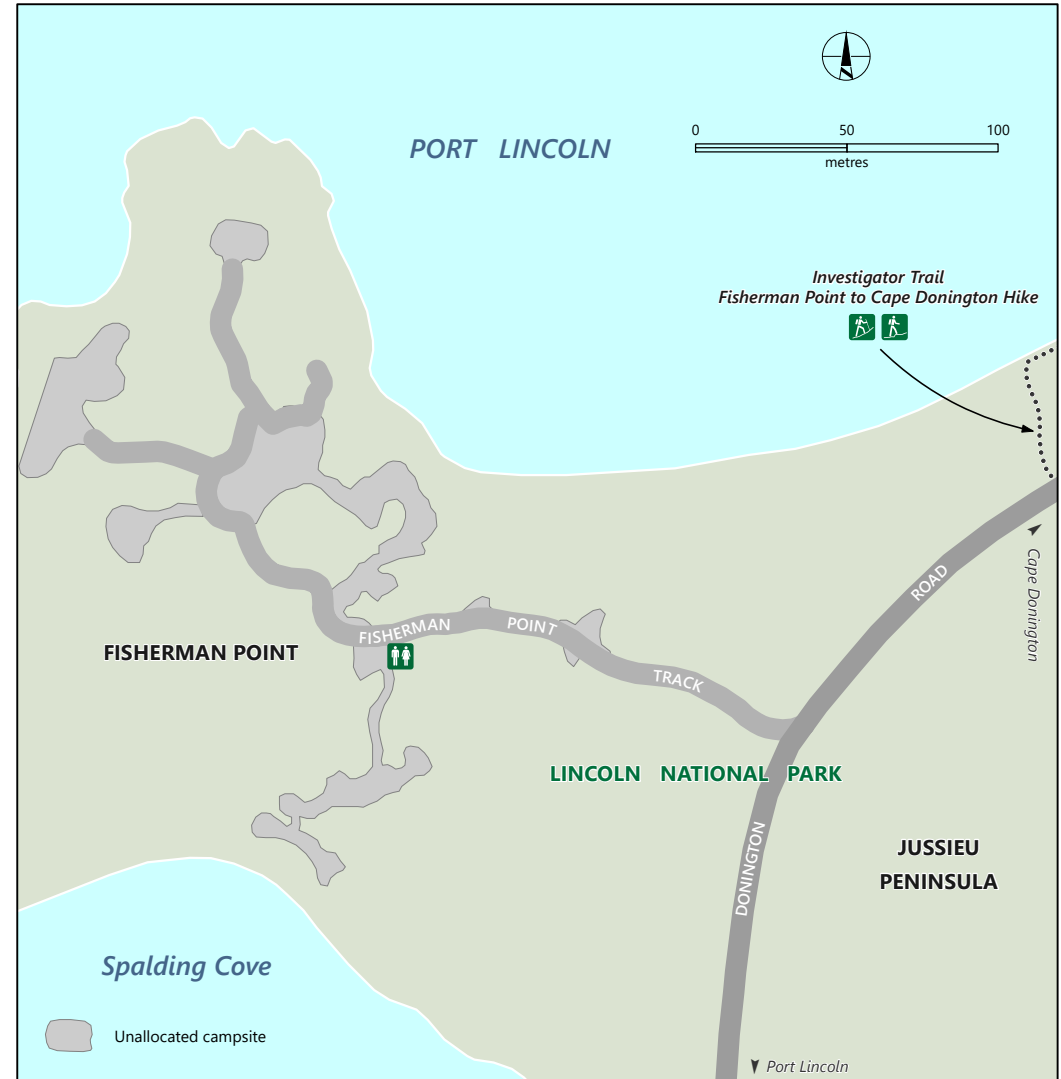 PORT LINCOLN
0 50 100
metres
Investigator Trail
Fisherman Point to Cape Donington Hike
ROAD
Cape Donington
FISHERMAN POINT TRACK
FISHERMAN POINT
LINCOLN NATIONAL PARK
DONINGTON
JUSSIEU
PENINSULA
Spalding Cove
Unallocated campsite
Port Lincoln